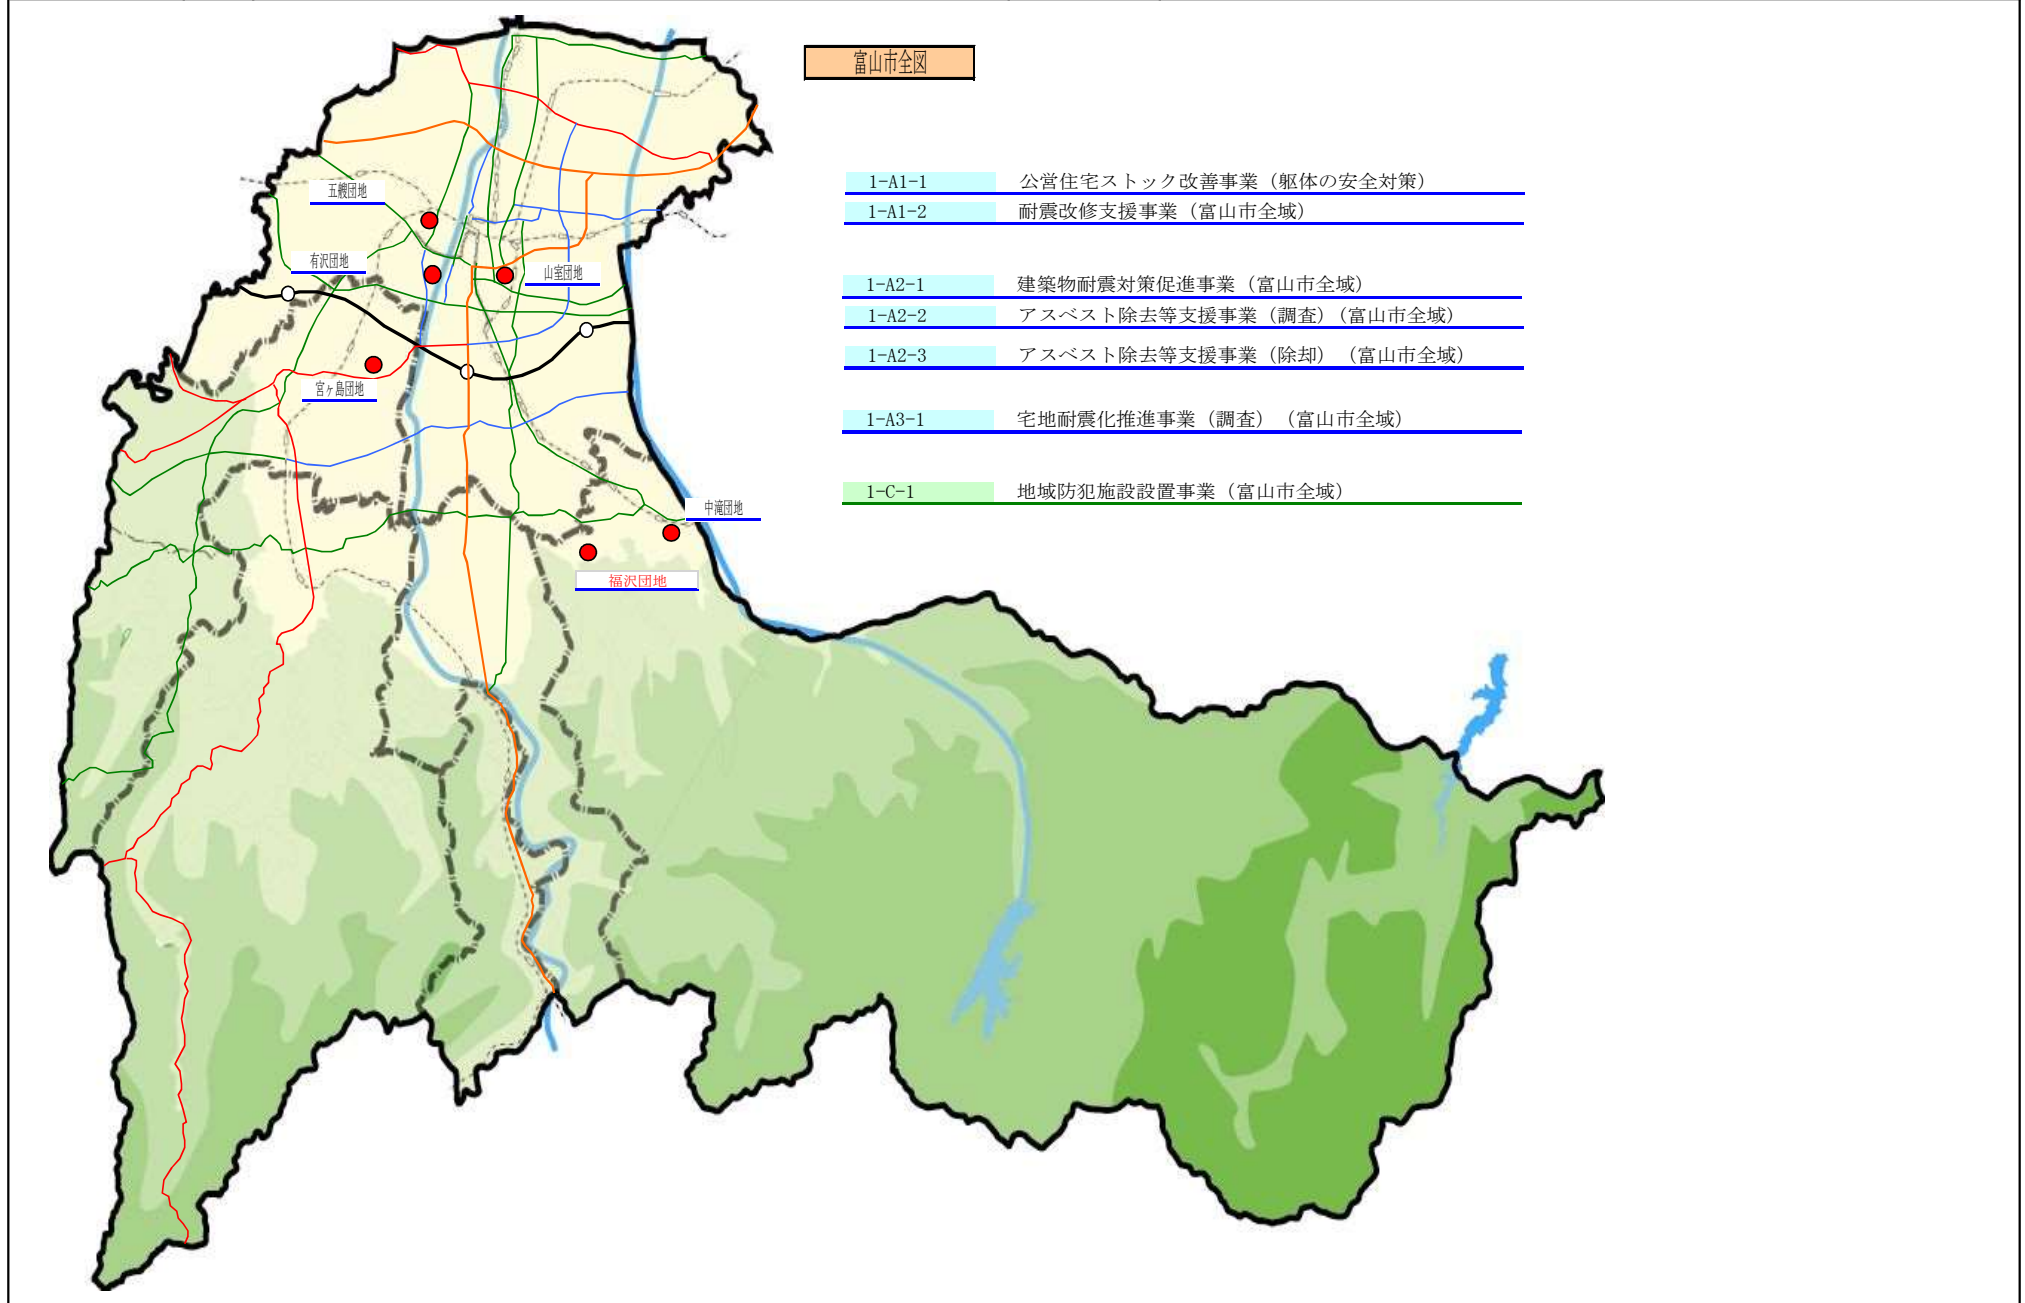 富山市全図
1-A1-1 公営住宅ストック改善事業（躯体の安全対策）
1-A1-2 耐震改修支援事業（富山市全域）
1-A2-1 建築物耐震対策促進事業（富山市全域）
1-A2-2 アスベスト除去等支援事業（調査）（富山市全域）
1-A2-3 アスベスト除去等支援事業（除却）（富山市全域）
1-A3-1 宅地耐震化推進事業（調査）（富山市全域）
1-C-1 地域防犯施設設置事業（富山市全域）
五艘団地
有沢団地
山室団地
宮ヶ島団地
中滝団地
福沢団地